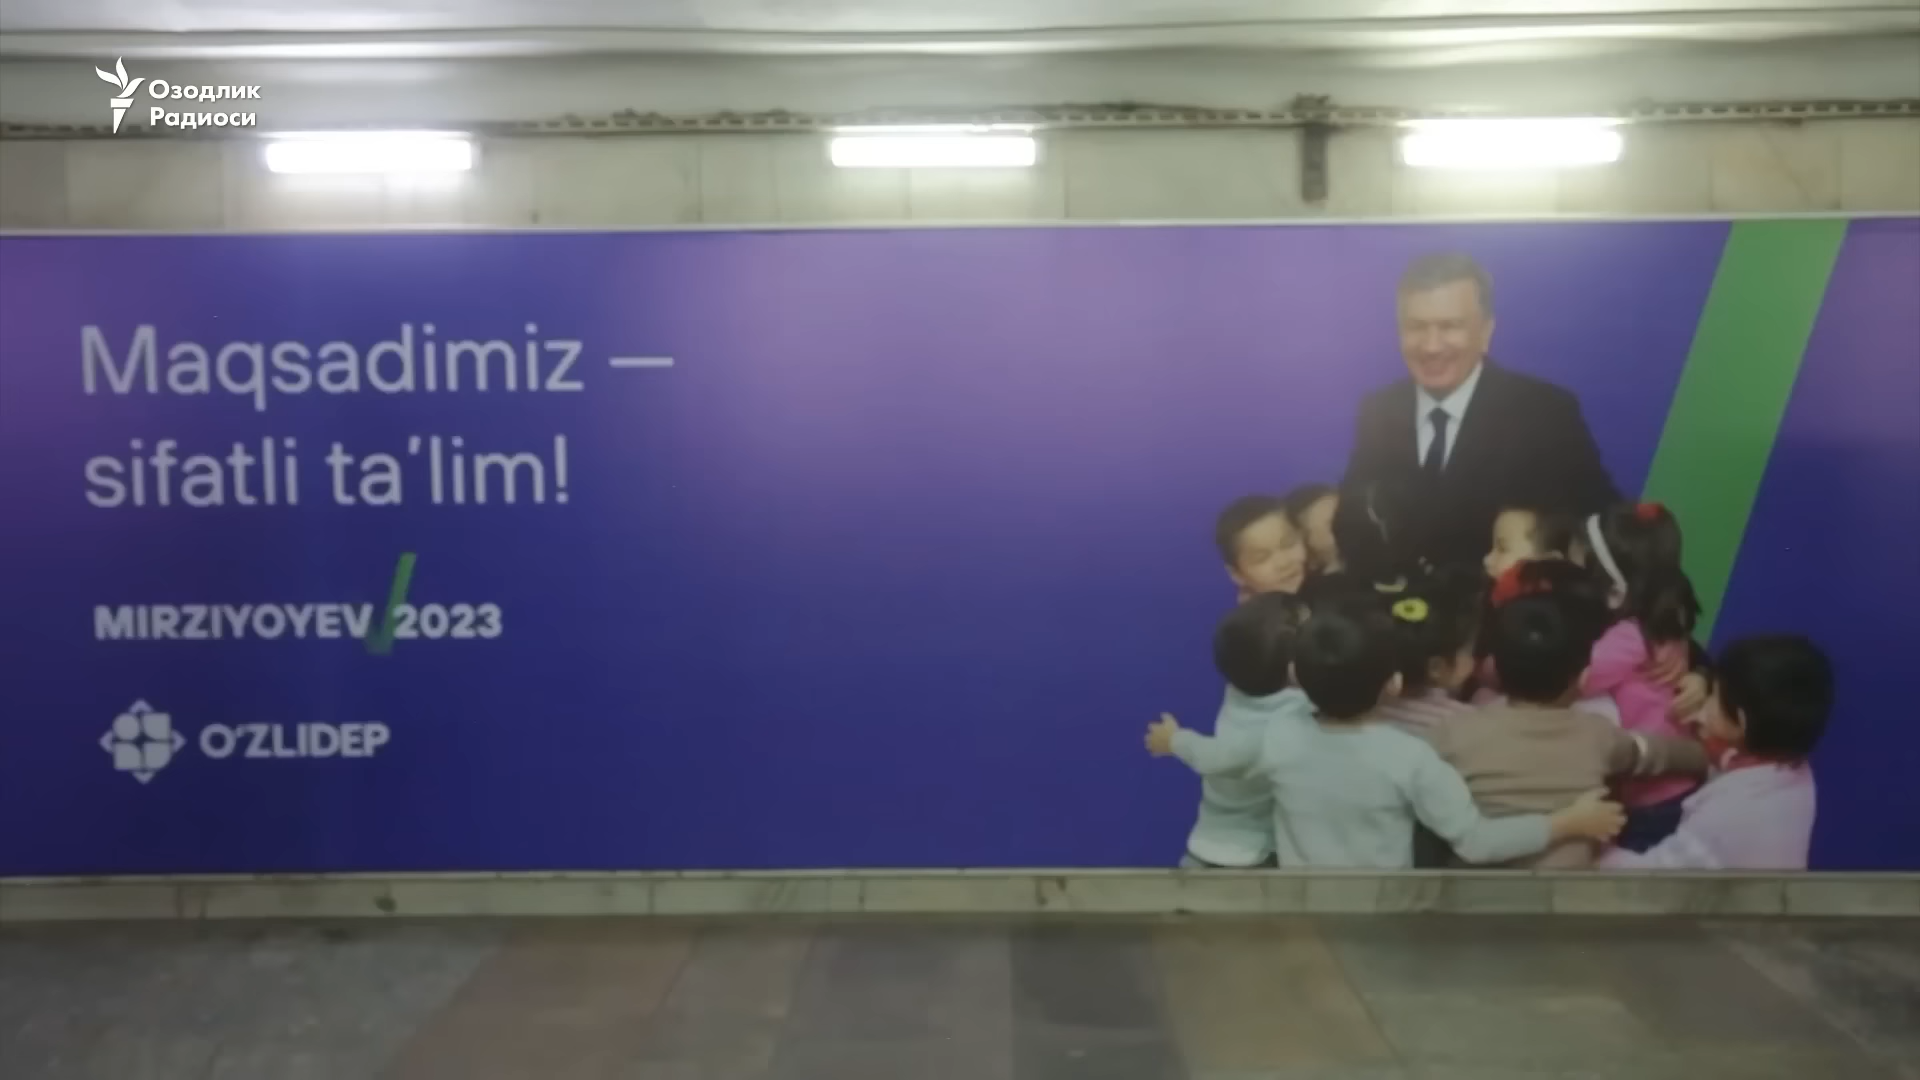 Озодлик
Радиоси
Maqsadimiz —
sifatli ta’lim!
MIRZIYOYEV 2023
O‘ZLIDEP